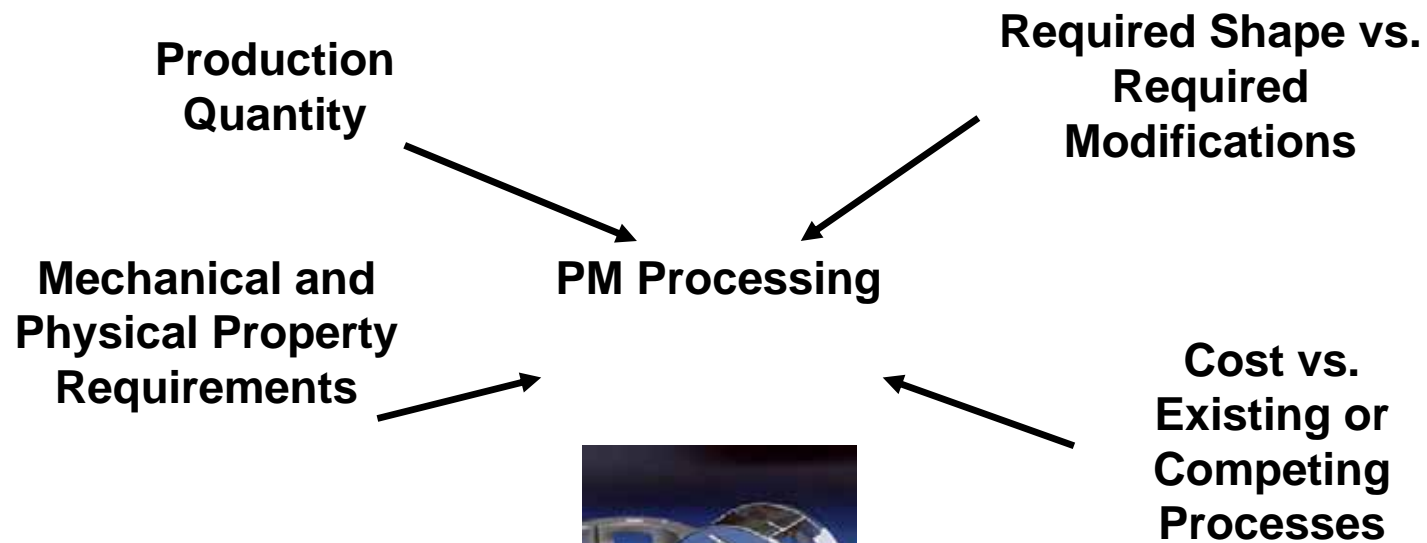 Production
Quantity
Required Shape vs.
Required
Modifications
Mechanical and
Physical Property
Requirements
PM Processing
Cost vs.
Existing or
Competing
Processes